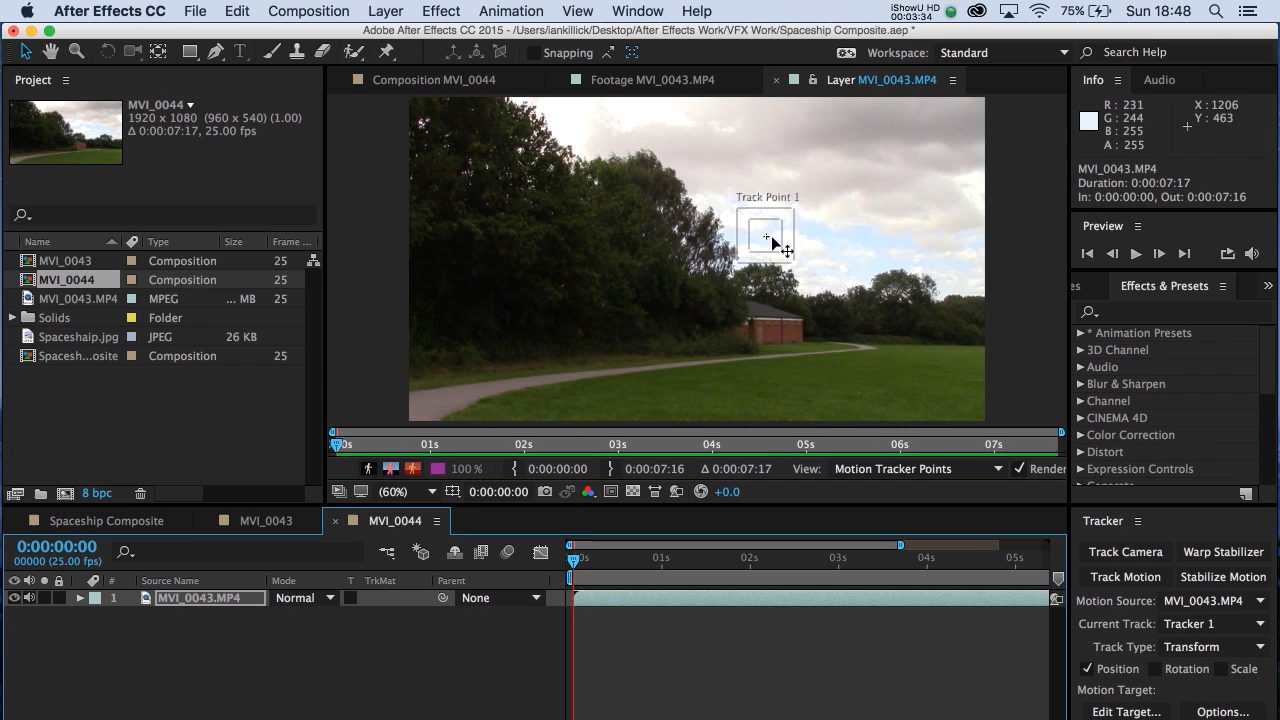 After Effects CC File Edit Composition Layer Effect Animation View Window Help iShowU HD 00:03:34 75% Sun 18:48
Adobe After Effects CC 2015 - /Users/iankillick/Desktop/After Effects Work/VFX Work/Spaceship Composite.aep *
Snapping Workspace: Standard Search Help
Project Composition MVI_0044 Footage MVI_0043.MP4 Layer MVI_0043.MP4 Info Audio
MVI_0044
1920 x 1080 (960 x 540) (1.00)
Δ 0:00:07:17, 25.00 fps
R : 231 X : 1206
G : 244 Y : 463
B : 255
A : 255
MVI_0043.MP4
Duration: 0:00:07:17
In: 0:00:00:00, Out: 0:00:07:16
Track Point 1
Preview
Name Type Size Frame ...
MVI_0043 Composition 25
MVI_0044 Composition 25
MVI_0043.MP4 MPEG ... MB 25
Solids Folder
Spaceshaip.jpg JPEG 26 KB
Spacesh...osite Composition 25
es Effects & Presets
* Animation Presets
3D Channel
Audio
Blur & Sharpen
Channel
CINEMA 4D
Color Correction
Distort
Expression Controls
0s 01s 02s 03s 04s 05s 06s 07s
100 % 0:00:00:00 0:00:07:16 Δ 0:00:07:17 View: Motion Tracker Points Render
8 bpc (60%) 0:00:00:00 +0.0
Spaceship Composite MVI_0043 MVI_0044
0:00:00:00
00000 (25.00 fps)
0s 01s 02s 03s 04s 05s
# Source Name Mode T TrkMat Parent
1 MVI_0043.MP4 Normal None
Tracker
Track Camera Warp Stabilizer
Track Motion Stabilize Motion
Motion Source: MVI_0043.MP4
Current Track: Tracker 1
Track Type: Transform
Position Rotation Scale
Motion Target:
Edit Target... Options...